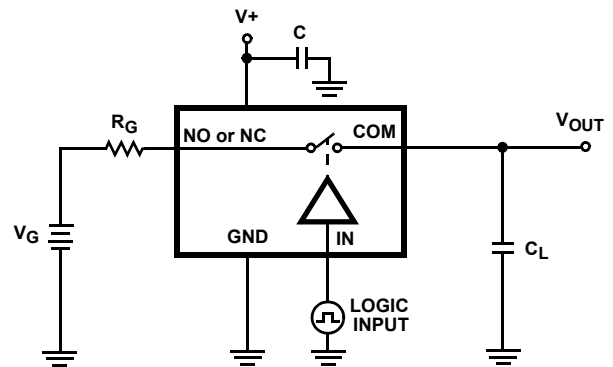 V+
C
RG
NO or NC
COM
VOUT
VG
GND
IN
CL
LOGIC
INPUT